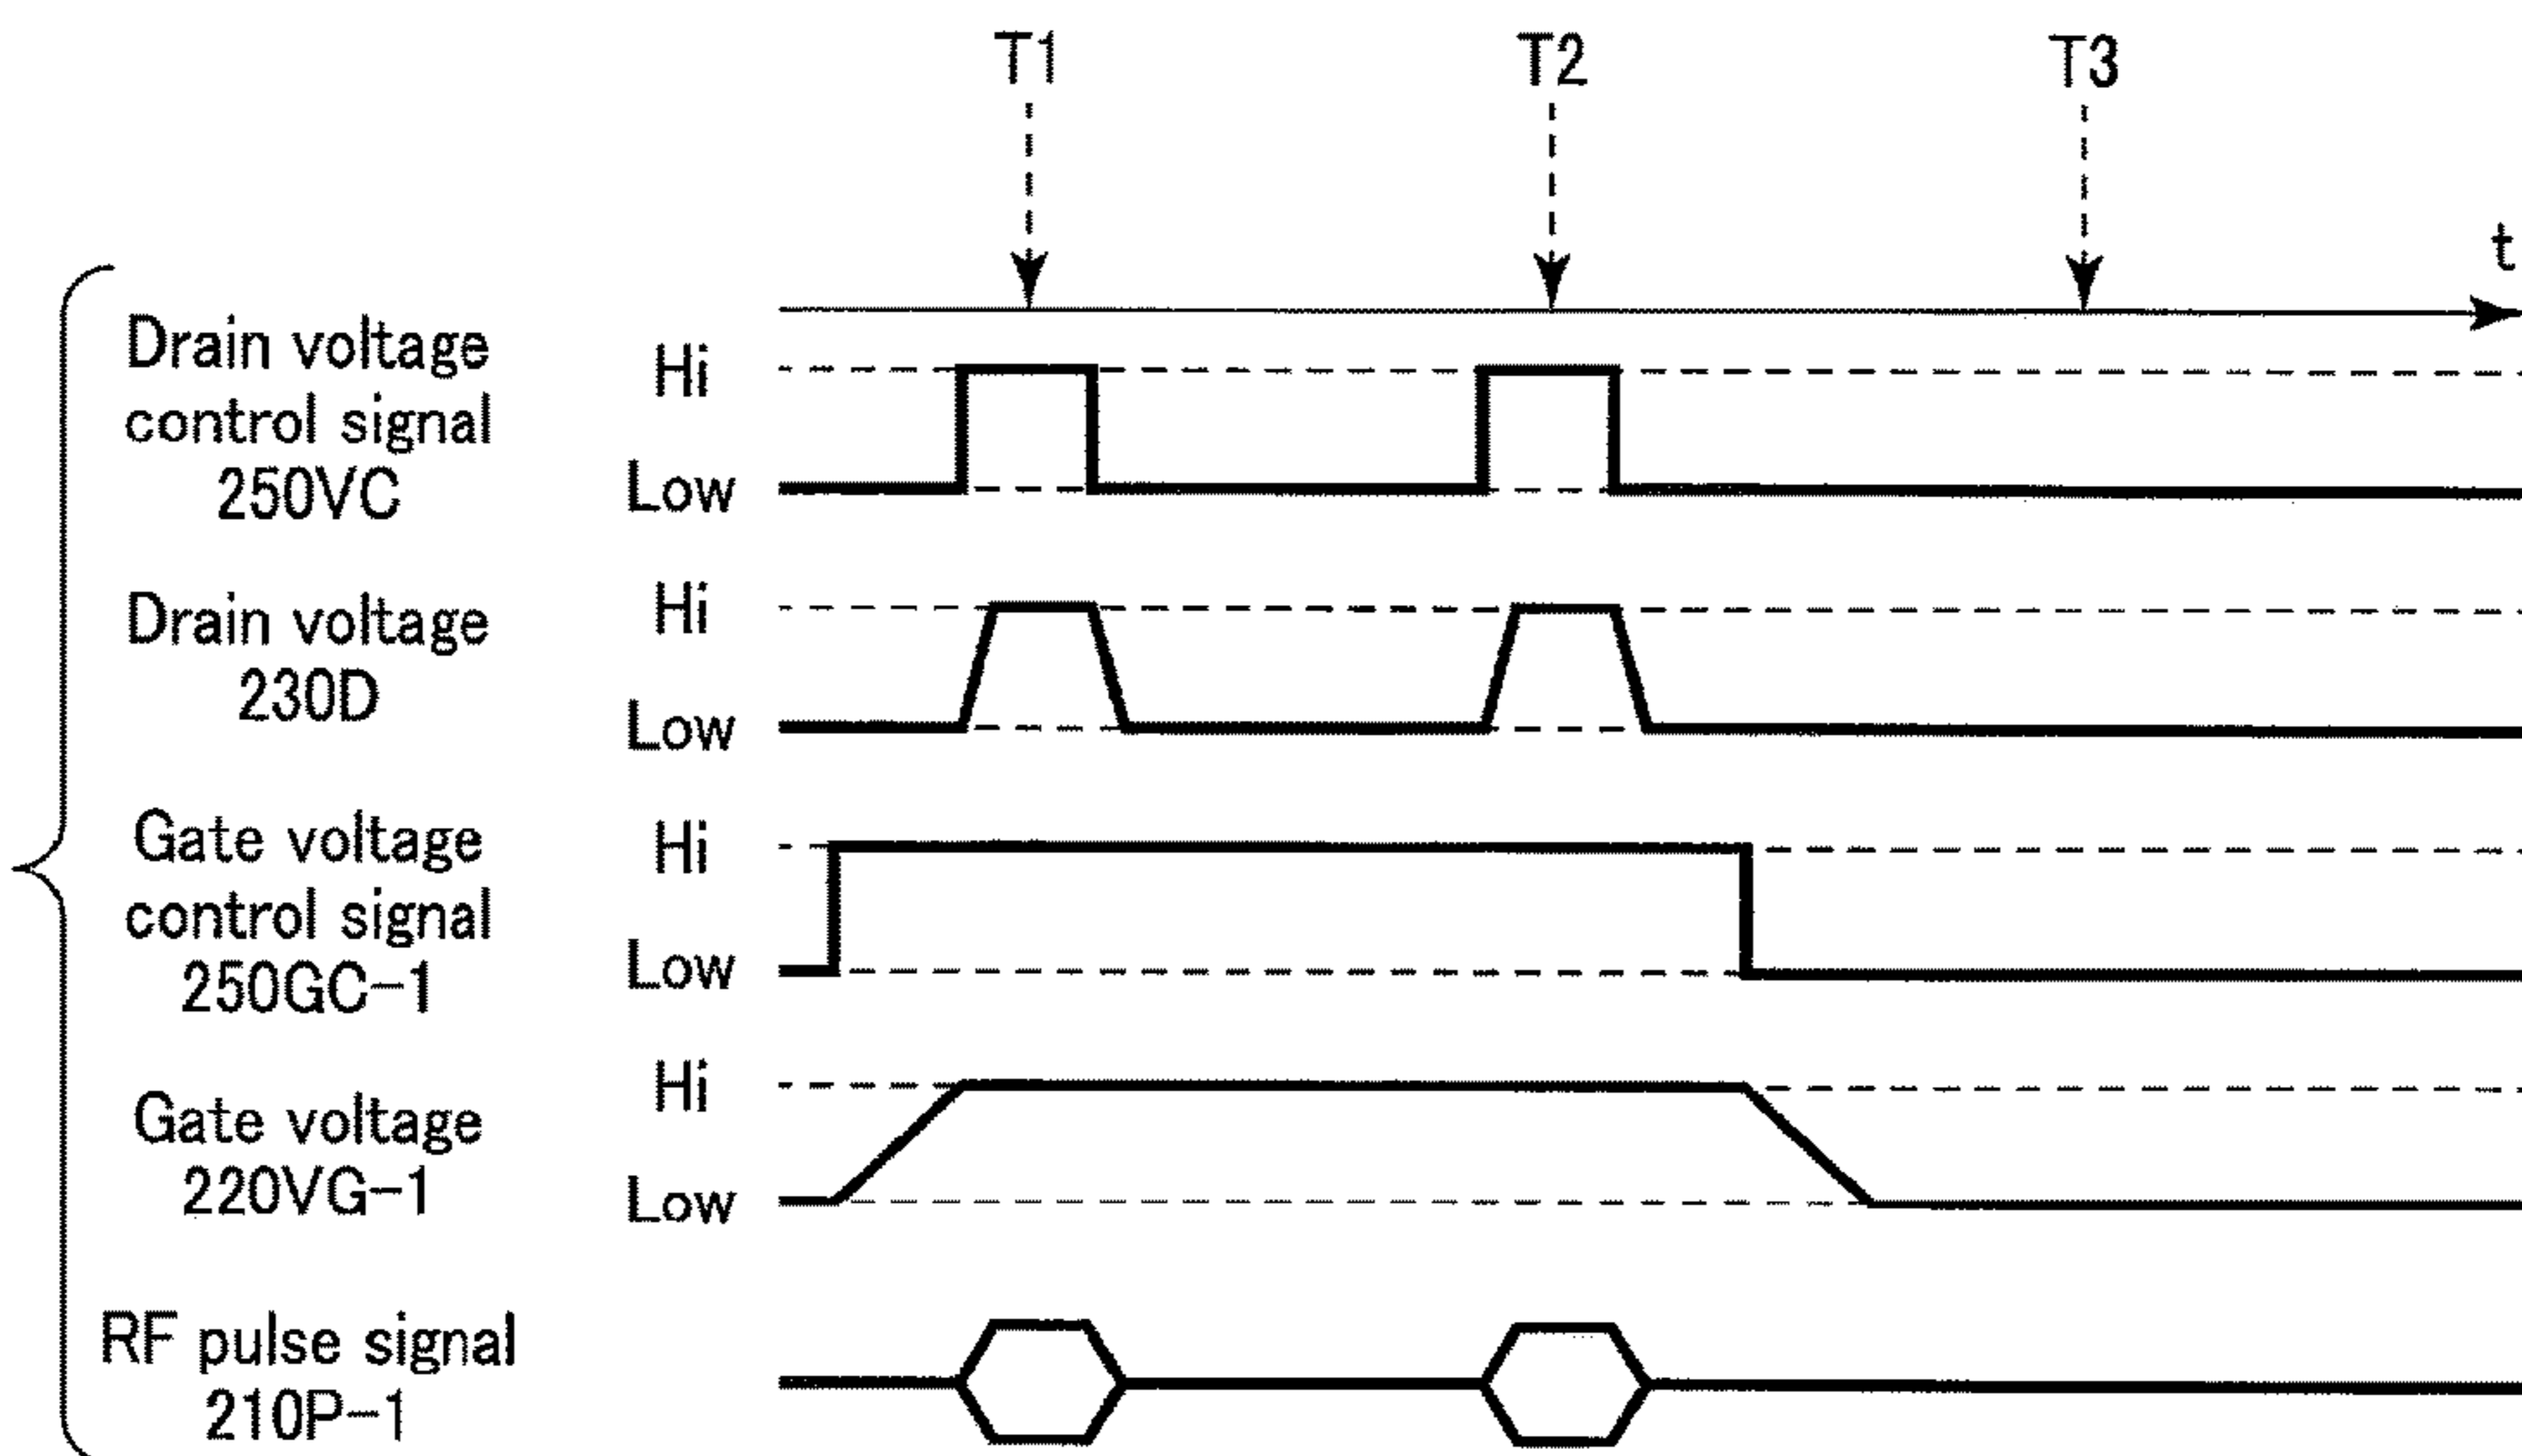 T1 T2 T3
t
Drain voltage
control signal
250VC
Hi
Low
Drain voltage
230D
Hi
Low
Gate voltage
control signal
250GC-1
Hi
Low
Gate voltage
220VG-1
Hi
Low
RF pulse signal
210P-1